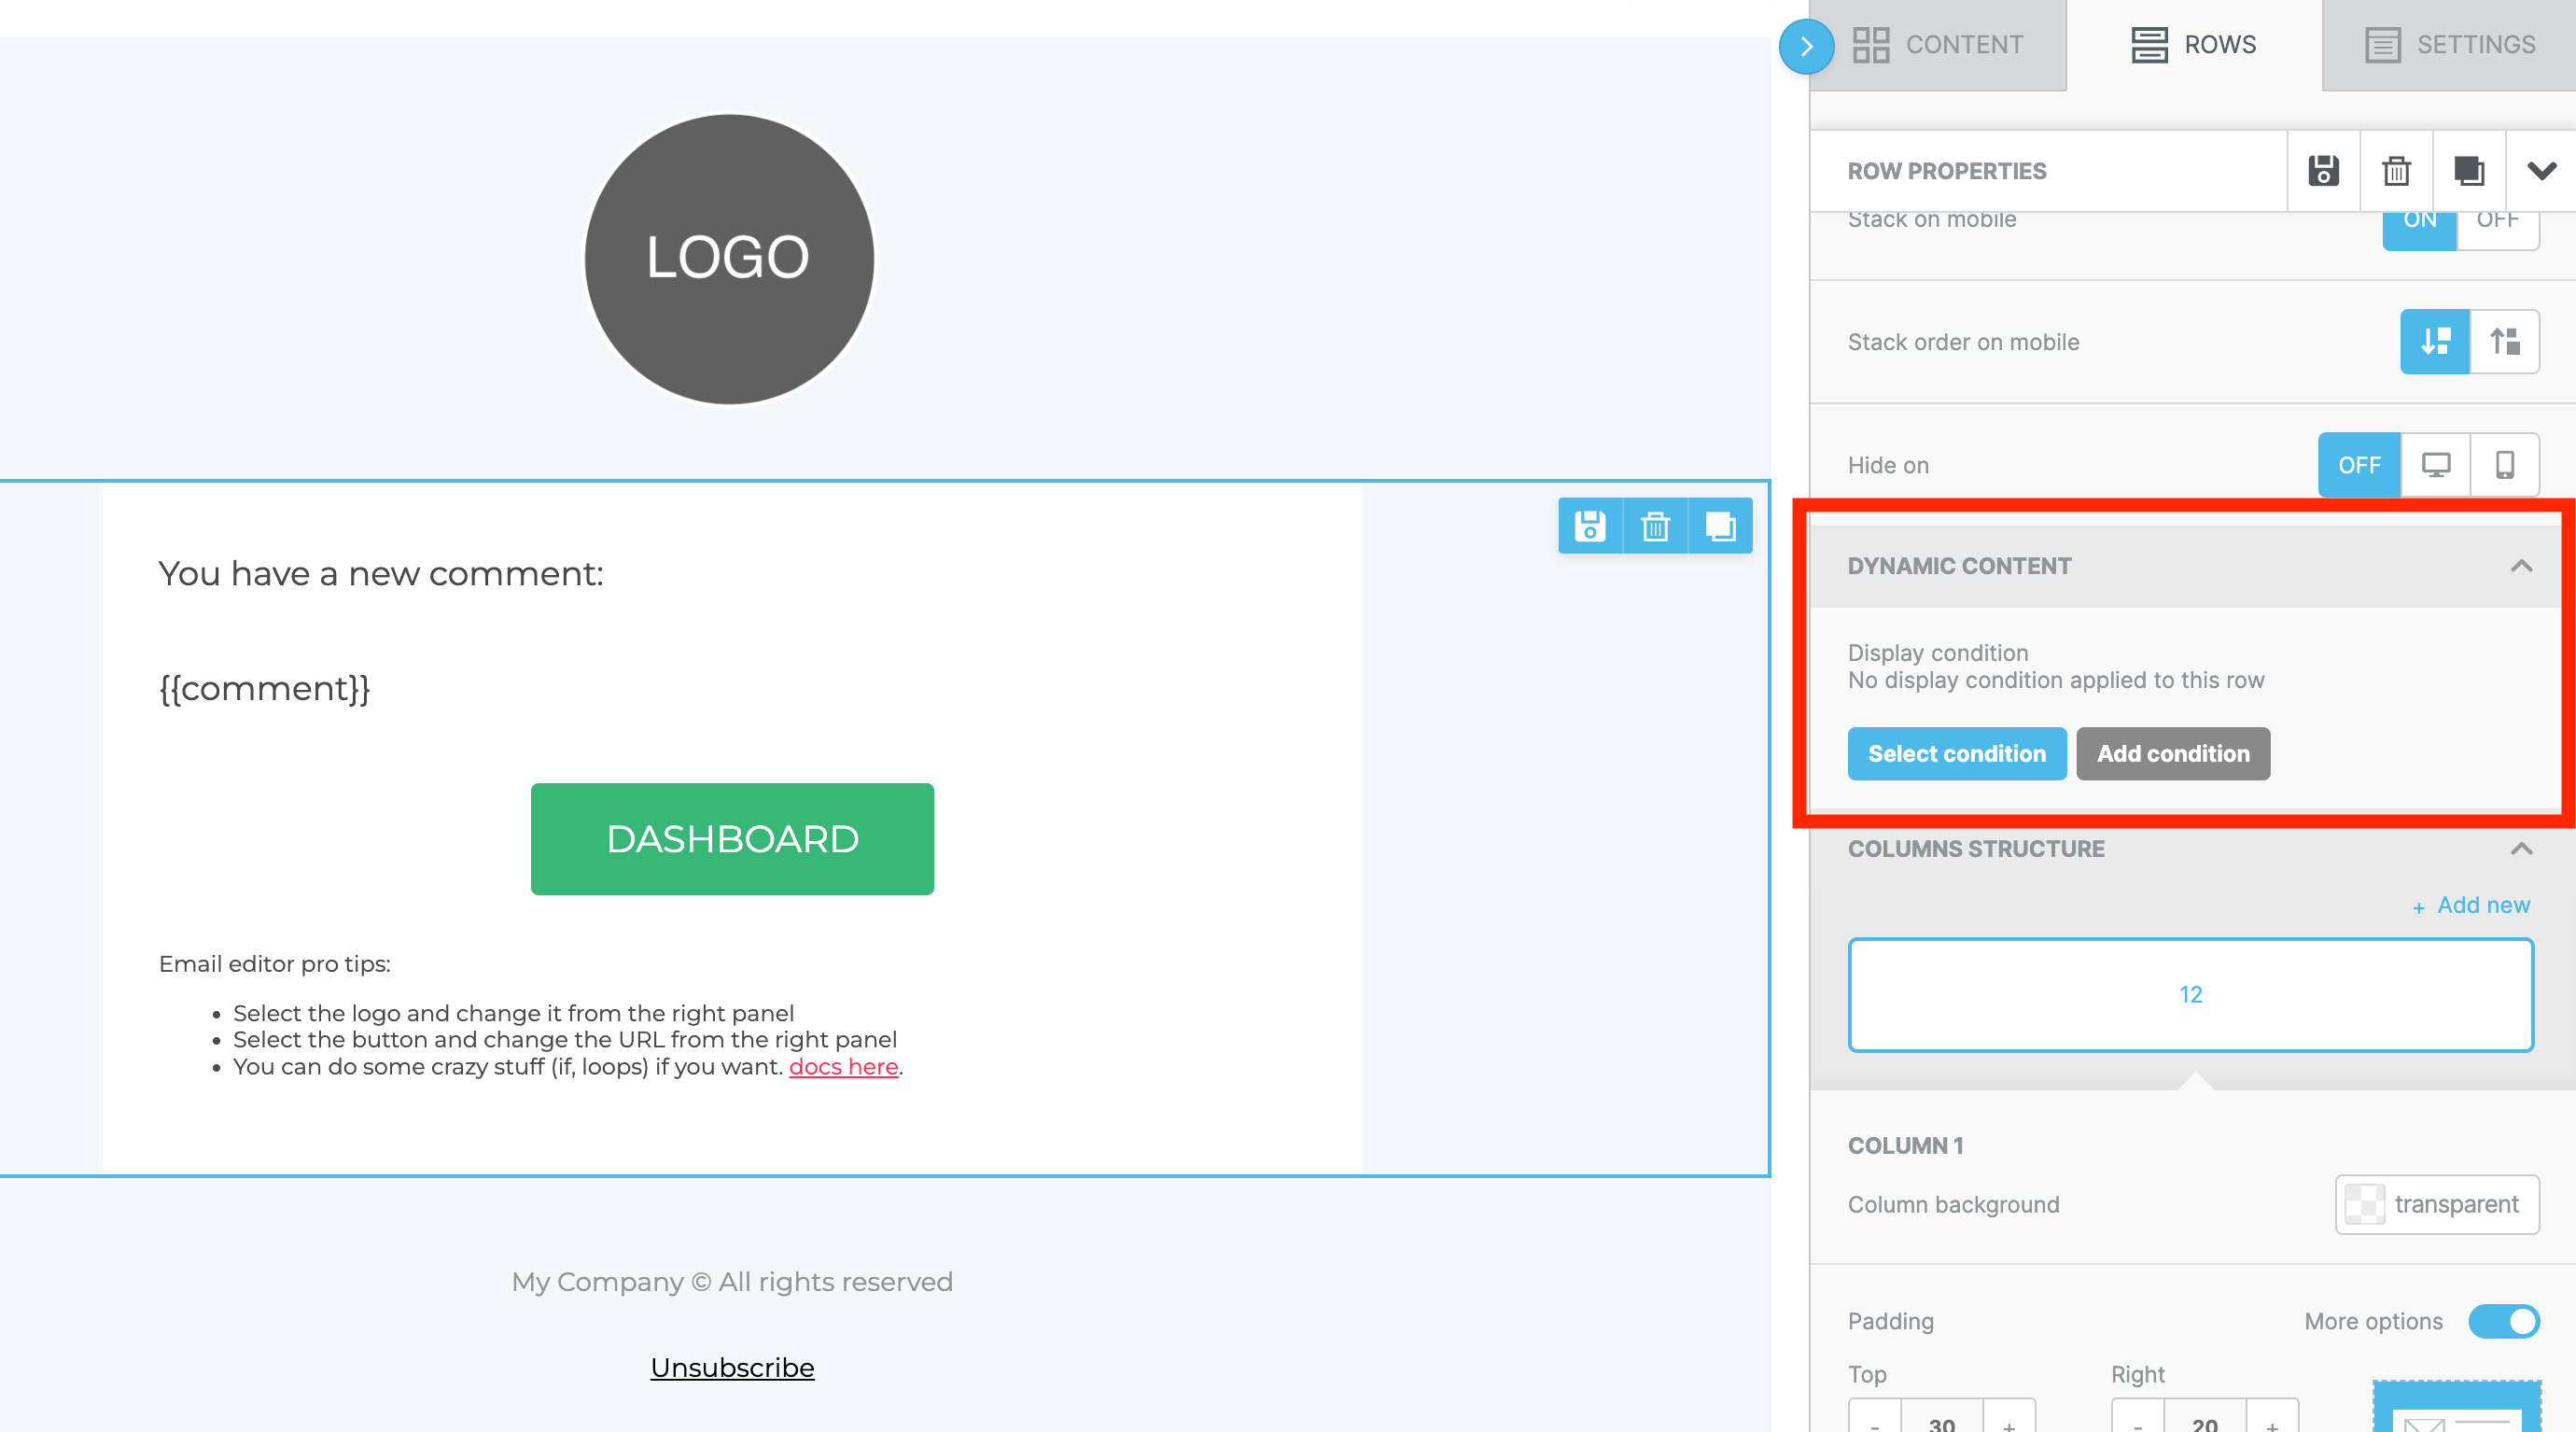 LOGO
You have a new comment:
{{comment}}
DASHBOARD
Email editor pro tips:
• Select the logo and change it from the right panel
• Select the button and change the URL from the right panel
• You can do some crazy stuff (if, loops) if you want. docs here.
My Company © All rights reserved
Unsubscribe
CONTENT ROWS SETTINGS
ROW PROPERTIES
Stack on mobile ON OFF
Stack order on mobile
Hide on OFF
DYNAMIC CONTENT
Display condition
No display condition applied to this row
Select condition Add condition
COLUMNS STRUCTURE
+ Add new
12
COLUMN 1
Column background transparent
Padding More options
Top Right
- 30 + - 20 +